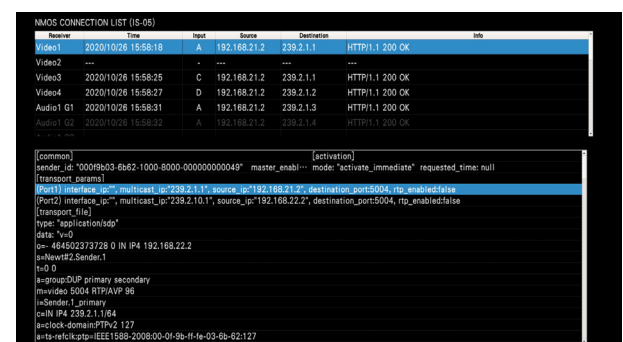 NMOS CONNECTION LIST (IS-05)
Receiver Time Input Source Destination Info
Video1 2020/10/26 15:58:18 A 192.168.21.2 239.2.1.1 HTTP/1.1 200 OK
Video2 --- - --- --- ---
Video3 2020/10/26 15:58:25 C 192.168.21.2 239.2.1.1 HTTP/1.1 200 OK
Video4 2020/10/26 15:58:27 D 192.168.21.2 239.2.1.2 HTTP/1.1 200 OK
Audio1 G1 2020/10/26 15:58:31 A 192.168.21.2 239.2.1.3 HTTP/1.1 200 OK
Audio1 G2 2020/10/26 15:58:32 A 192.168.21.2 239.2.1.4 HTTP/1.1 200 OK
[common] [activation]
sender_id: "000f9b03-6b62-1000-8000-000000000049" master_enabl··· mode: "activate_immediate" requested_time: null
[transport_params]
(Port1) interface_ip:"", multicast_ip:"239.2.1.1", source_ip:"192.168.21.2", destination_port:5004, rtp_enabled:false
(Port2) interface_ip:"", multicast_ip:"239.2.10.1", source_ip:"192.168.22.2", destination_port:5004, rtp_enabled:false
[transport_file]
type: "application/sdp"
data: "v=0
o=- 464502373728 0 IN IP4 192.168.22.2
s=Newt#2.Sender.1
t=0 0
a=group:DUP primary secondary
m=video 5004 RTP/AVP 96
i=Sender.1_primary
c=IN IP4 239.2.1.1/64
a=clock-domain:PTPv2 127
a=ts-refclk:ptp=IEEE1588-2008:00-0f-9b-ff-fe-03-6b-62:127